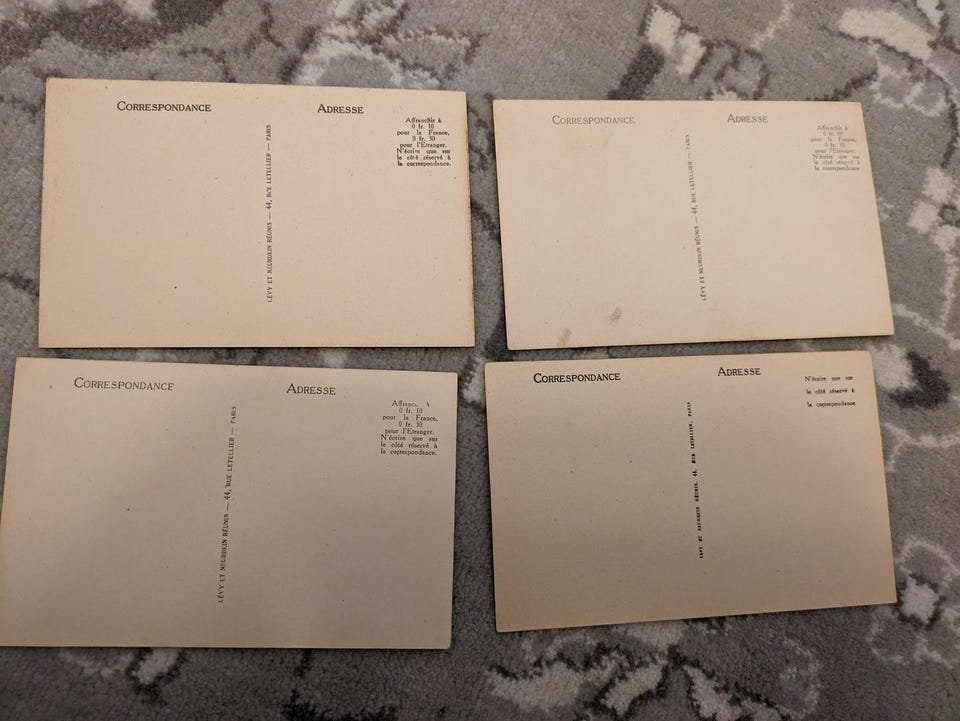 CORRESPONDANCE
ADRESSE
Affranchir à
0 fr. 10
pour la France,
0 fr. 30
pour l'Etranger.
N'écrire que sur
le côté réservé à
la correspondance.
LÉVY ET NEURDEIN RÉUNIS — 44, RUE LETELLIER — PARIS
CORRESPONDANCE
ADRESSE
Affranchir à
0 fr. 10
pour la France,
0 fr. 30
pour l'Etranger.
N'écrire que sur
le côté réservé à
la correspondance
LÉVY ET NEURDEIN RÉUNIS — 44, RUE LETELLIER — PARIS
CORRESPONDANCE
ADRESSE
Affranc. à
0 fr. 10
pour la France,
0 fr. 30
pour l'Etranger.
N'écrire que sur
le côté réservé à
la correspondance.
LÉVY ET NEURDEIN RÉUNIS — 44, RUE LETELLIER — PARIS
CORRESPONDANCE
ADRESSE
N'écrire que sur
le côté réservé à
la correspondance
LÉVY ET NEURDEIN RÉUNIS, 44, RUE LETELLIER, PARIS